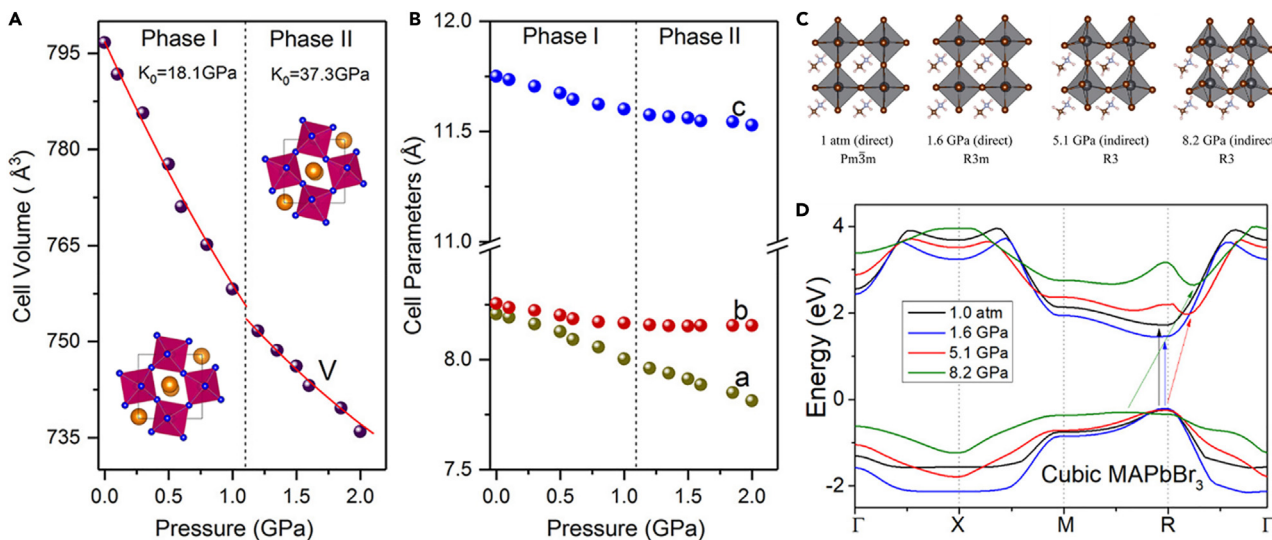 A
Phase I
Phase II
K₀=18.1GPa
K₀=37.3GPa
V
795
780
765
750
735
0.0
0.5
1.0
1.5
2.0
Cell Volume ( Å³)
Pressure (GPa)
B
Phase I
Phase II
c
b
a
12.0
11.5
11.0
8.0
7.5
0.0
0.5
1.0
1.5
2.0
Cell Parameters (Å)
Pressure (GPa)
C
1 atm (direct)
Pm3̅m
1.6 GPa (direct)
R3m
5.1 GPa (indirect)
R3
8.2 GPa (indirect)
R3
D
4
2
0
-2
Energy (eV)
1.0 atm
1.6 GPa
5.1 GPa
8.2 GPa
Cubic MAPbBr₃
Γ
X
M
R
Γ